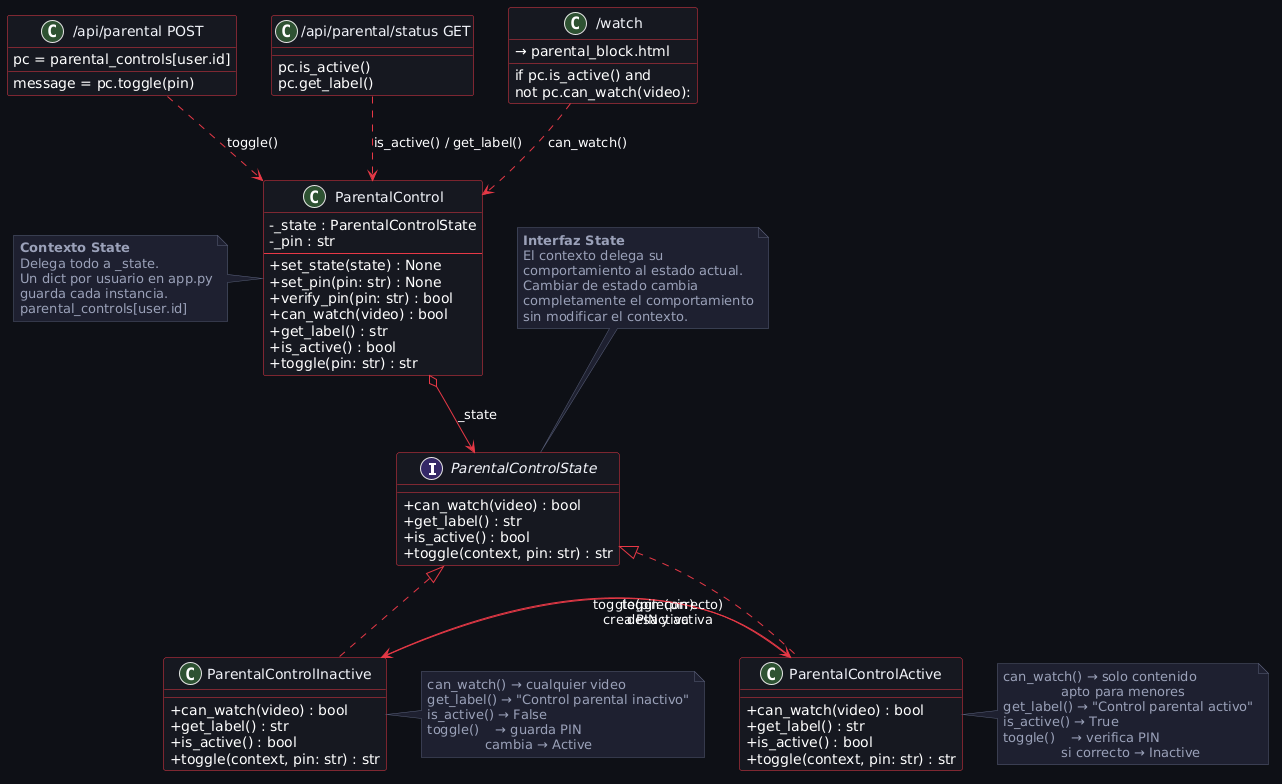 /api/parental POST
pc = parental_controls[user.id]
message = pc.toggle(pin)
/api/parental/status GET
pc.is_active()
pc.get_label()
/watch
→ parental_block.html
if pc.is_active() and
not pc.can_watch(video):
toggle()
is_active() / get_label()
can_watch()
ParentalControl
-_state : ParentalControlState
-_pin : str
+set_state(state) : None
+set_pin(pin: str) : None
+verify_pin(pin: str) : bool
+can_watch(video) : bool
+get_label() : str
+is_active() : bool
+toggle(pin: str) : str
Contexto State
Delega todo a _state.
Un dict por usuario en app.py
guarda cada instancia.
parental_controls[user.id]
Interfaz State
El contexto delega su
comportamiento al estado actual.
Cambiar de estado cambia
completamente el comportamiento
sin modificar el contexto.
_state
ParentalControlState
+can_watch(video) : bool
+get_label() : str
+is_active() : bool
+toggle(context, pin: str) : str
ParentalControlInactive
+can_watch(video) : bool
+get_label() : str
+is_active() : bool
+toggle(context, pin: str) : str
can_watch() → cualquier video
get_label() → "Control parental inactivo"
is_active() → False
toggle() → guarda PIN
cambia → Active
ParentalControlActive
+can_watch(video) : bool
+get_label() : str
+is_active() : bool
+toggle(context, pin: str) : str
can_watch() → solo contenido
apto para menores
get_label() → "Control parental activo"
is_active() → True
toggle() → verifica PIN
si correcto → Inactive